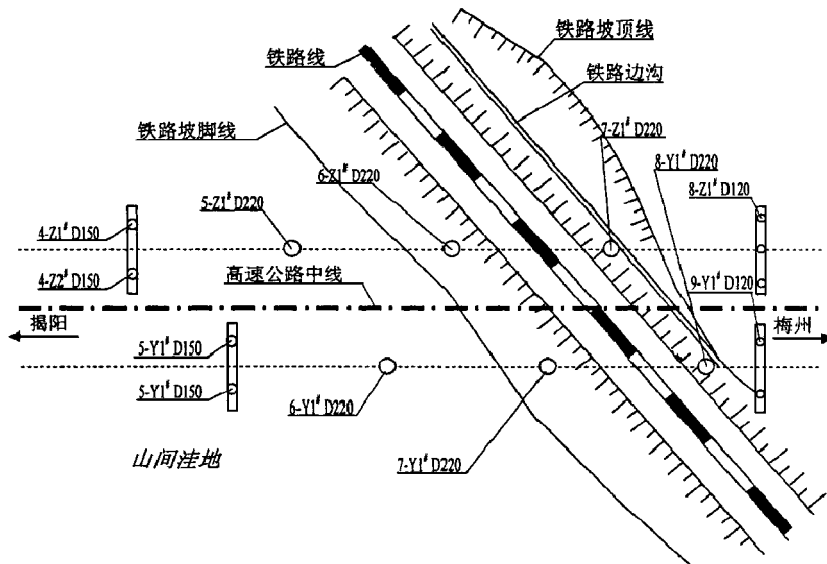 铁路坡顶线
铁路线
铁路边沟
铁路坡脚线
7-Z1# D220
8-Y1# D220
6-Z1# D220
8-Z1# D120
5-Z1# D220
4-Z1# D150
4-Z2# D150
高速公路中线
9-Y1# D120
揭阳
梅州
5-Y1# D150
5-Y1# D150
6-Y1# D220
山间洼地
7-Y1# D220